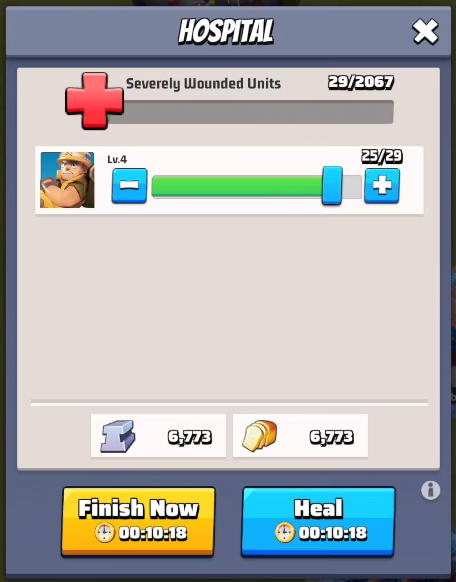 HOSPITAL
Severely Wounded Units 29/2067
Lv.4 25/29
6,773 6,773
Finish Now Heal
00:10:18 00:10:18